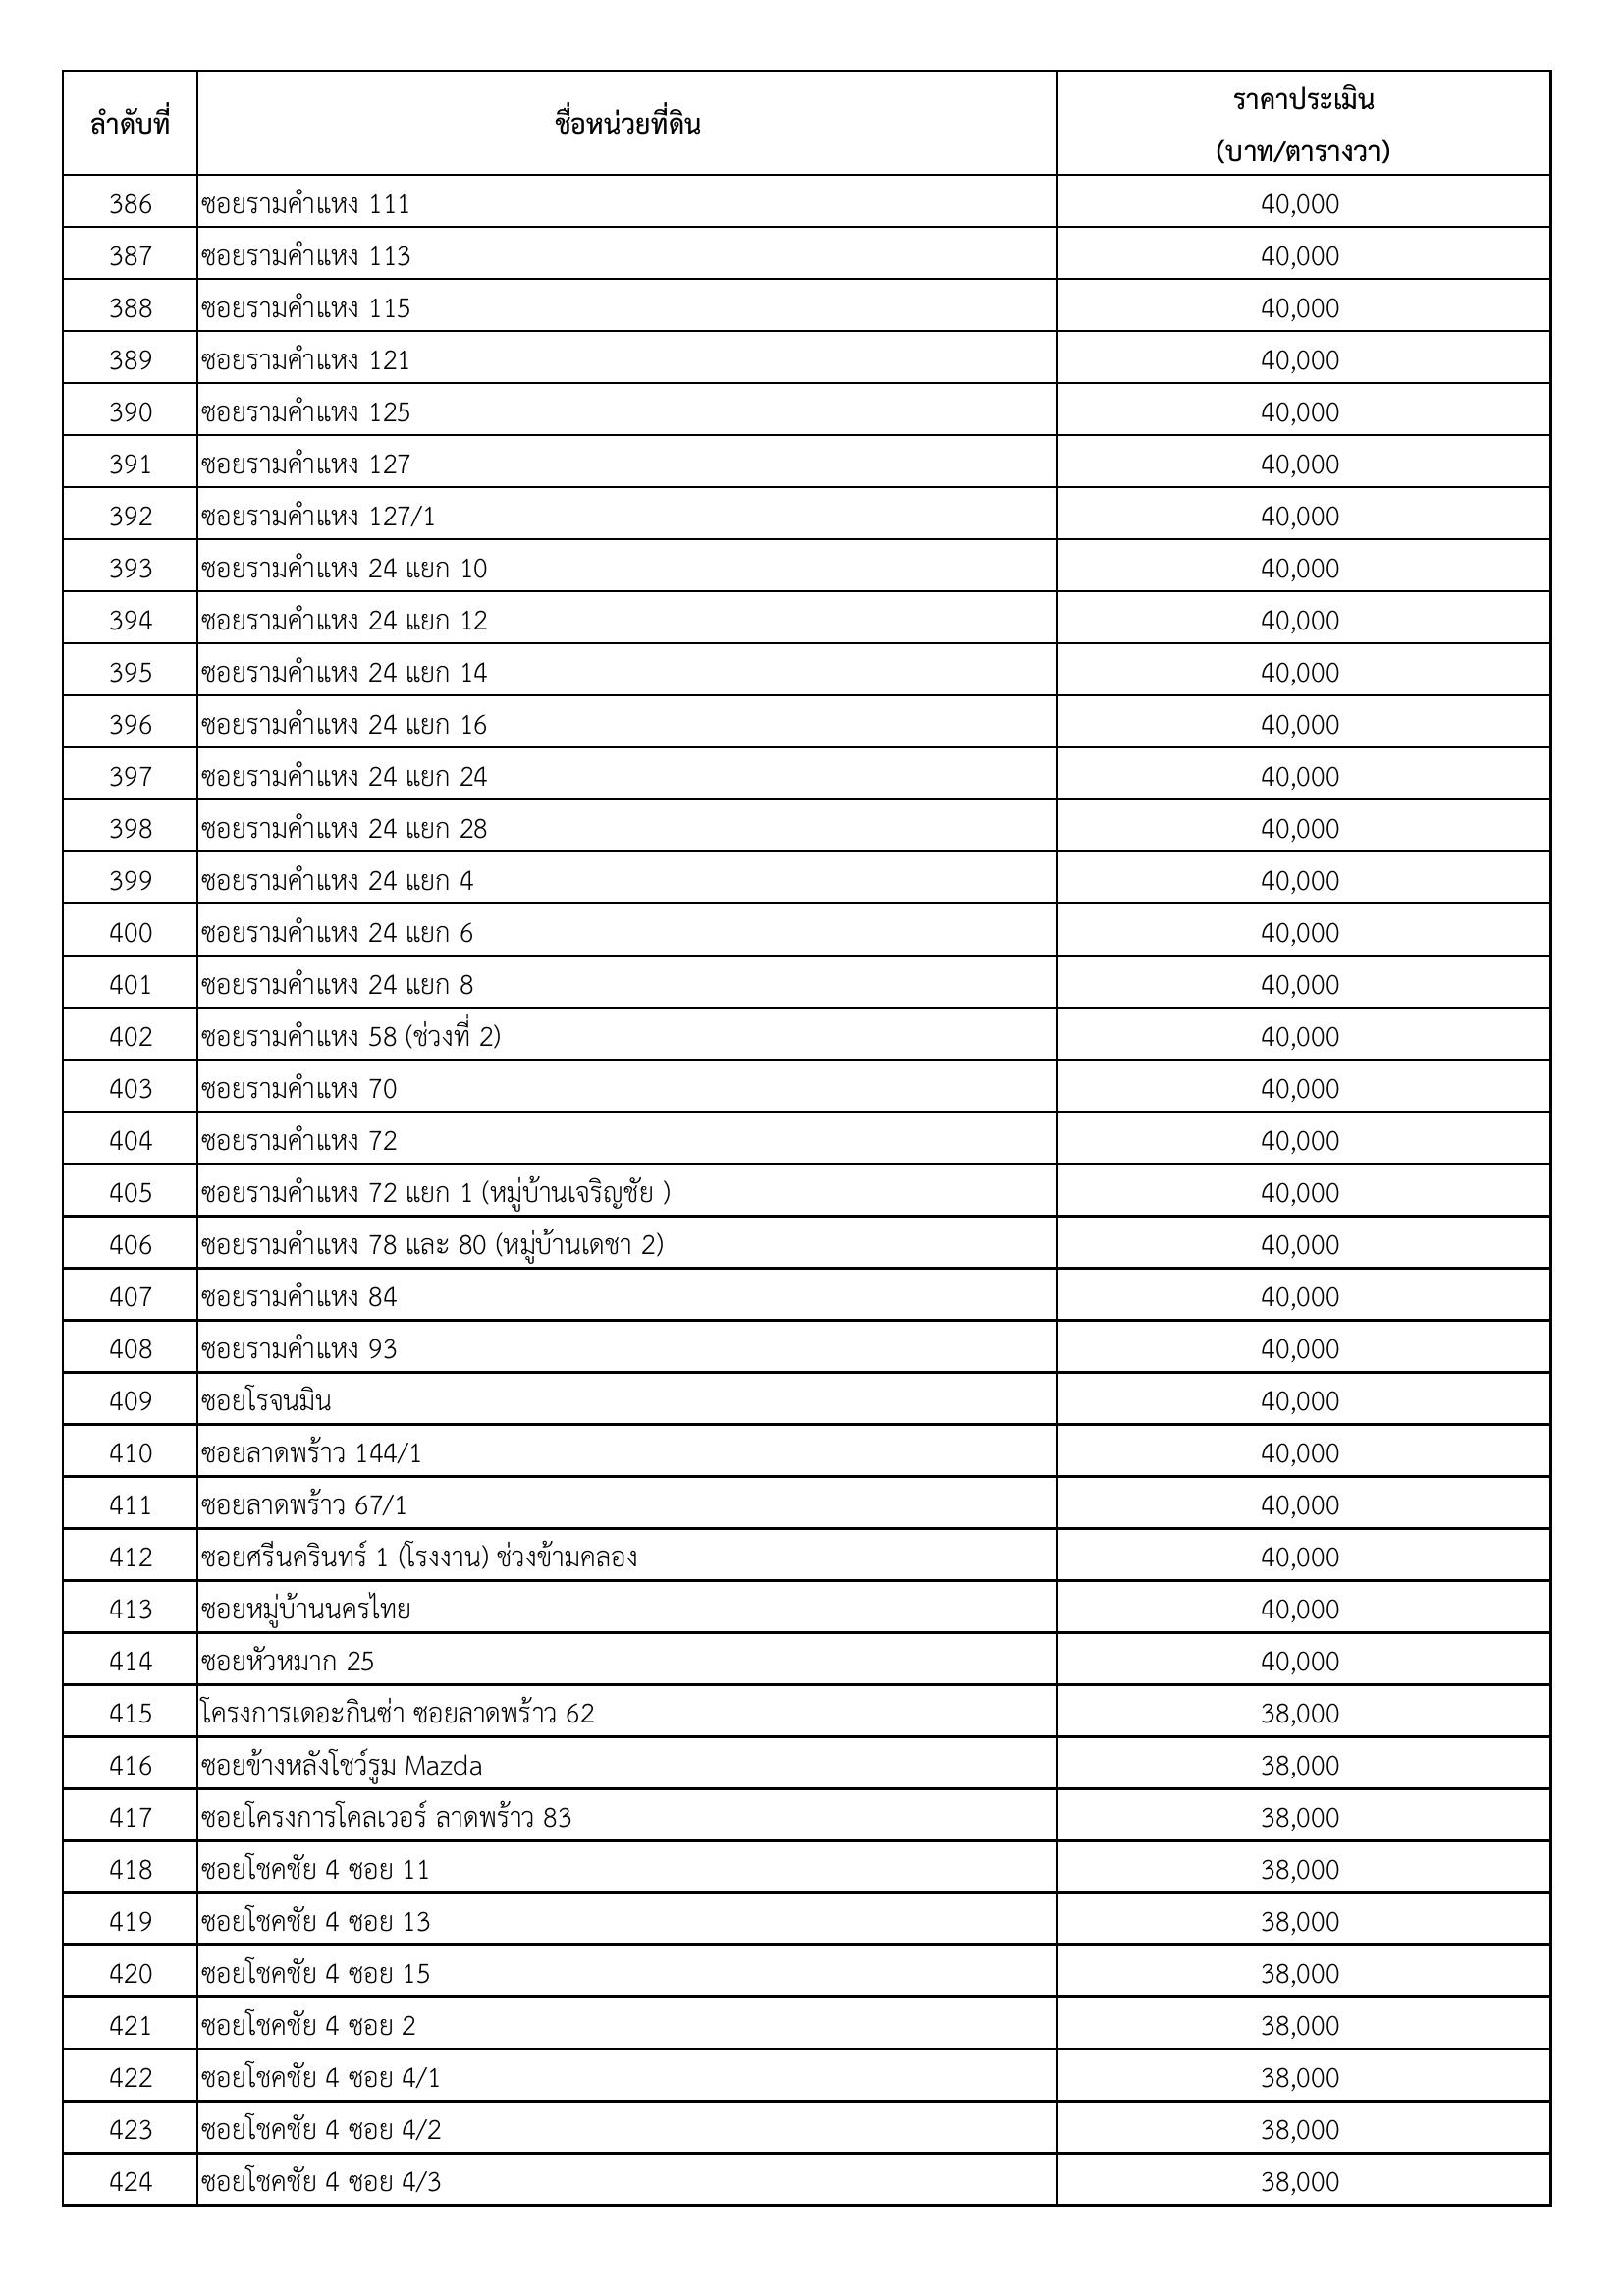 ลำดับที่ ชื่อหน่วยที่ดิน ราคาประเมิน
(บาท/ตารางวา)
386 ซอยรามคำแหง 111 40,000
387 ซอยรามคำแหง 113 40,000
388 ซอยรามคำแหง 115 40,000
389 ซอยรามคำแหง 121 40,000
390 ซอยรามคำแหง 125 40,000
391 ซอยรามคำแหง 127 40,000
392 ซอยรามคำแหง 127/1 40,000
393 ซอยรามคำแหง 24 แยก 10 40,000
394 ซอยรามคำแหง 24 แยก 12 40,000
395 ซอยรามคำแหง 24 แยก 14 40,000
396 ซอยรามคำแหง 24 แยก 16 40,000
397 ซอยรามคำแหง 24 แยก 24 40,000
398 ซอยรามคำแหง 24 แยก 28 40,000
399 ซอยรามคำแหง 24 แยก 4 40,000
400 ซอยรามคำแหง 24 แยก 6 40,000
401 ซอยรามคำแหง 24 แยก 8 40,000
402 ซอยรามคำแหง 58 (ช่วงที่ 2) 40,000
403 ซอยรามคำแหง 70 40,000
404 ซอยรามคำแหง 72 40,000
405 ซอยรามคำแหง 72 แยก 1 (หมู่บ้านเจริญชัย ) 40,000
406 ซอยรามคำแหง 78 และ 80 (หมู่บ้านเดชา 2) 40,000
407 ซอยรามคำแหง 84 40,000
408 ซอยรามคำแหง 93 40,000
409 ซอยโรจนมิน 40,000
410 ซอยลาดพร้าว 144/1 40,000
411 ซอยลาดพร้าว 67/1 40,000
412 ซอยศรีนครินทร์ 1 (โรงงาน) ช่วงข้ามคลอง 40,000
413 ซอยหมู่บ้านนครไทย 40,000
414 ซอยหัวหมาก 25 40,000
415 โครงการเดอะกินซ่า ซอยลาดพร้าว 62 38,000
416 ซอยข้างหลังโชว์รูม Mazda 38,000
417 ซอยโครงการโคลเวอร์ ลาดพร้าว 83 38,000
418 ซอยโชคชัย 4 ซอย 11 38,000
419 ซอยโชคชัย 4 ซอย 13 38,000
420 ซอยโชคชัย 4 ซอย 15 38,000
421 ซอยโชคชัย 4 ซอย 2 38,000
422 ซอยโชคชัย 4 ซอย 4/1 38,000
423 ซอยโชคชัย 4 ซอย 4/2 38,000
424 ซอยโชคชัย 4 ซอย 4/3 38,000